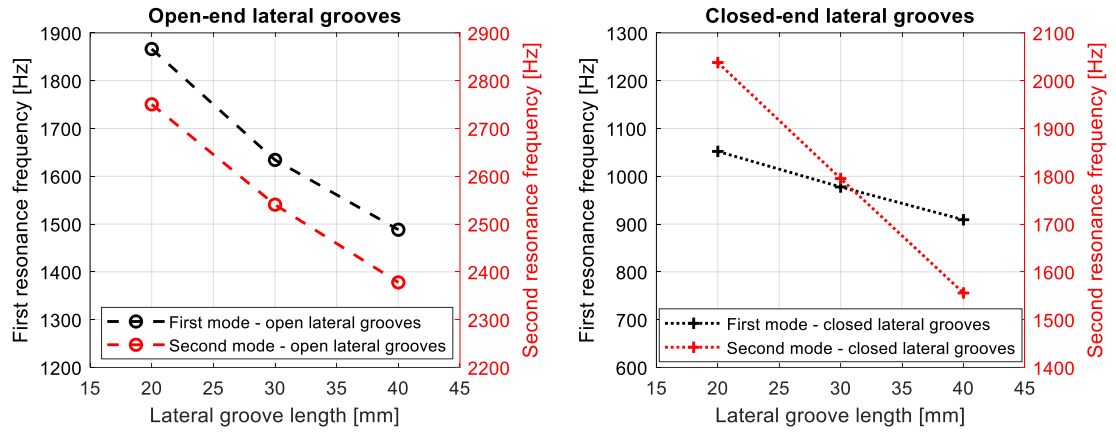 Open-end lateral grooves
First resonance frequency [Hz]
1900
1800
1700
1600
1500
1400
1300
1200
2900
2800
2700
2600
2500
2400
2300
2200
Second resonance frequency [Hz]
First mode - open lateral grooves
Second mode - open lateral grooves
15 20 25 30 35 40 45
Lateral groove length [mm]
Closed-end lateral grooves
First resonance frequency [Hz]
1300
1200
1100
1000
900
800
700
600
2100
2000
1900
1800
1700
1600
1500
1400
Second resonance frequency [Hz]
First mode - closed lateral grooves
Second mode - closed lateral grooves
15 20 25 30 35 40 45
Lateral groove length [mm]